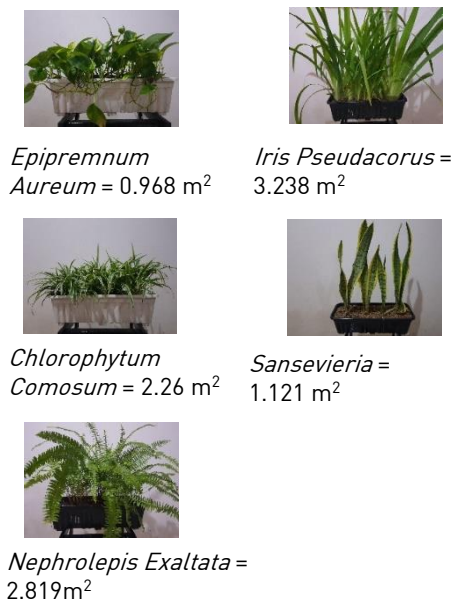 Epipremnum
Aureum = 0.968 m²
Iris Pseudacorus =
3.238 m²
Chlorophytum
Comosum = 2.26 m²
Sansevieria =
1.121 m²
Nephrolepis Exaltata =
2.819m²